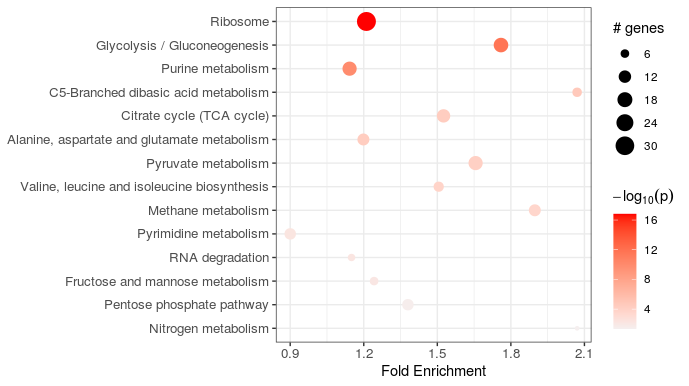 Ribosome
Glycolysis / Gluconeogenesis
Purine metabolism
C5-Branched dibasic acid metabolism
Citrate cycle (TCA cycle)
Alanine, aspartate and glutamate metabolism
Pyruvate metabolism
Valine, leucine and isoleucine biosynthesis
Methane metabolism
Pyrimidine metabolism
RNA degradation
Fructose and mannose metabolism
Pentose phosphate pathway
Nitrogen metabolism
0.9 1.2 1.5 1.8 2.1
Fold Enrichment
# genes
6
12
18
24
30
−log10(p)
16
12
8
4